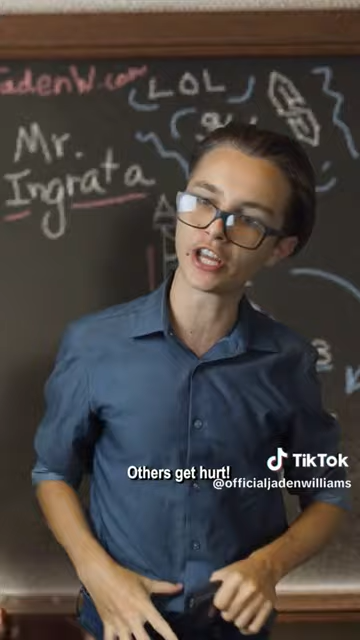 JadenW.com
LOL
Mr.
Ingrata
Others get hurt!
TikTok
@officialjadenwilliams